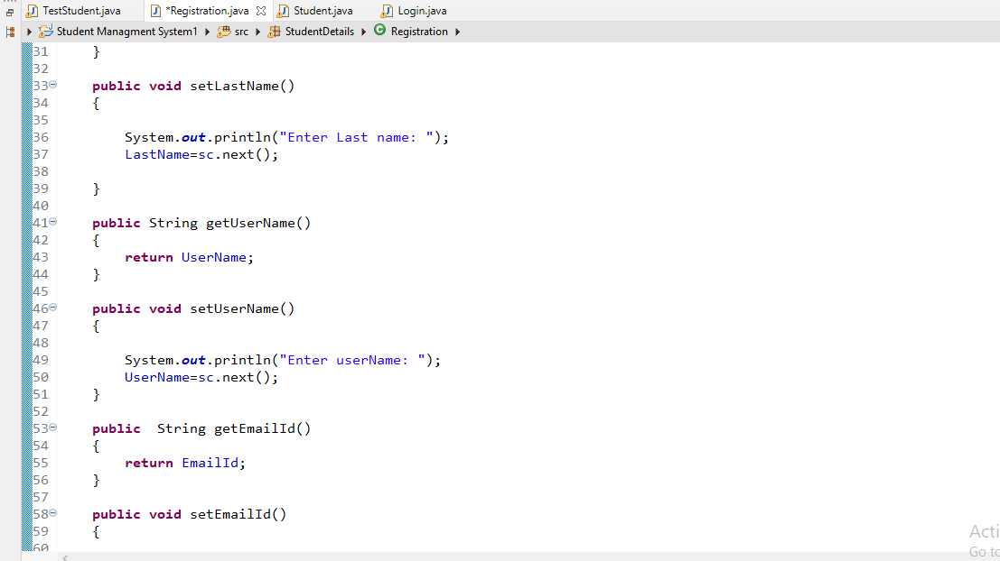 TestStudent.java *Registration.java Student.java Login.java
Student Managment System1 src StudentDetails Registration
31 }
32
33 public void setLastName()
34 {
35
36 System.out.println("Enter Last name: ");
37 LastName=sc.next();
38
39 }
40
41 public String getUserName()
42 {
43 return UserName;
44 }
45
46 public void setUserName()
47 {
48
49 System.out.println("Enter userName: ");
50 UserName=sc.next();
51 }
52
53 public  String getEmailId()
54 {
55 return EmailId;
56 }
57
58 public void setEmailId()
59 {
60
Acti
Go to